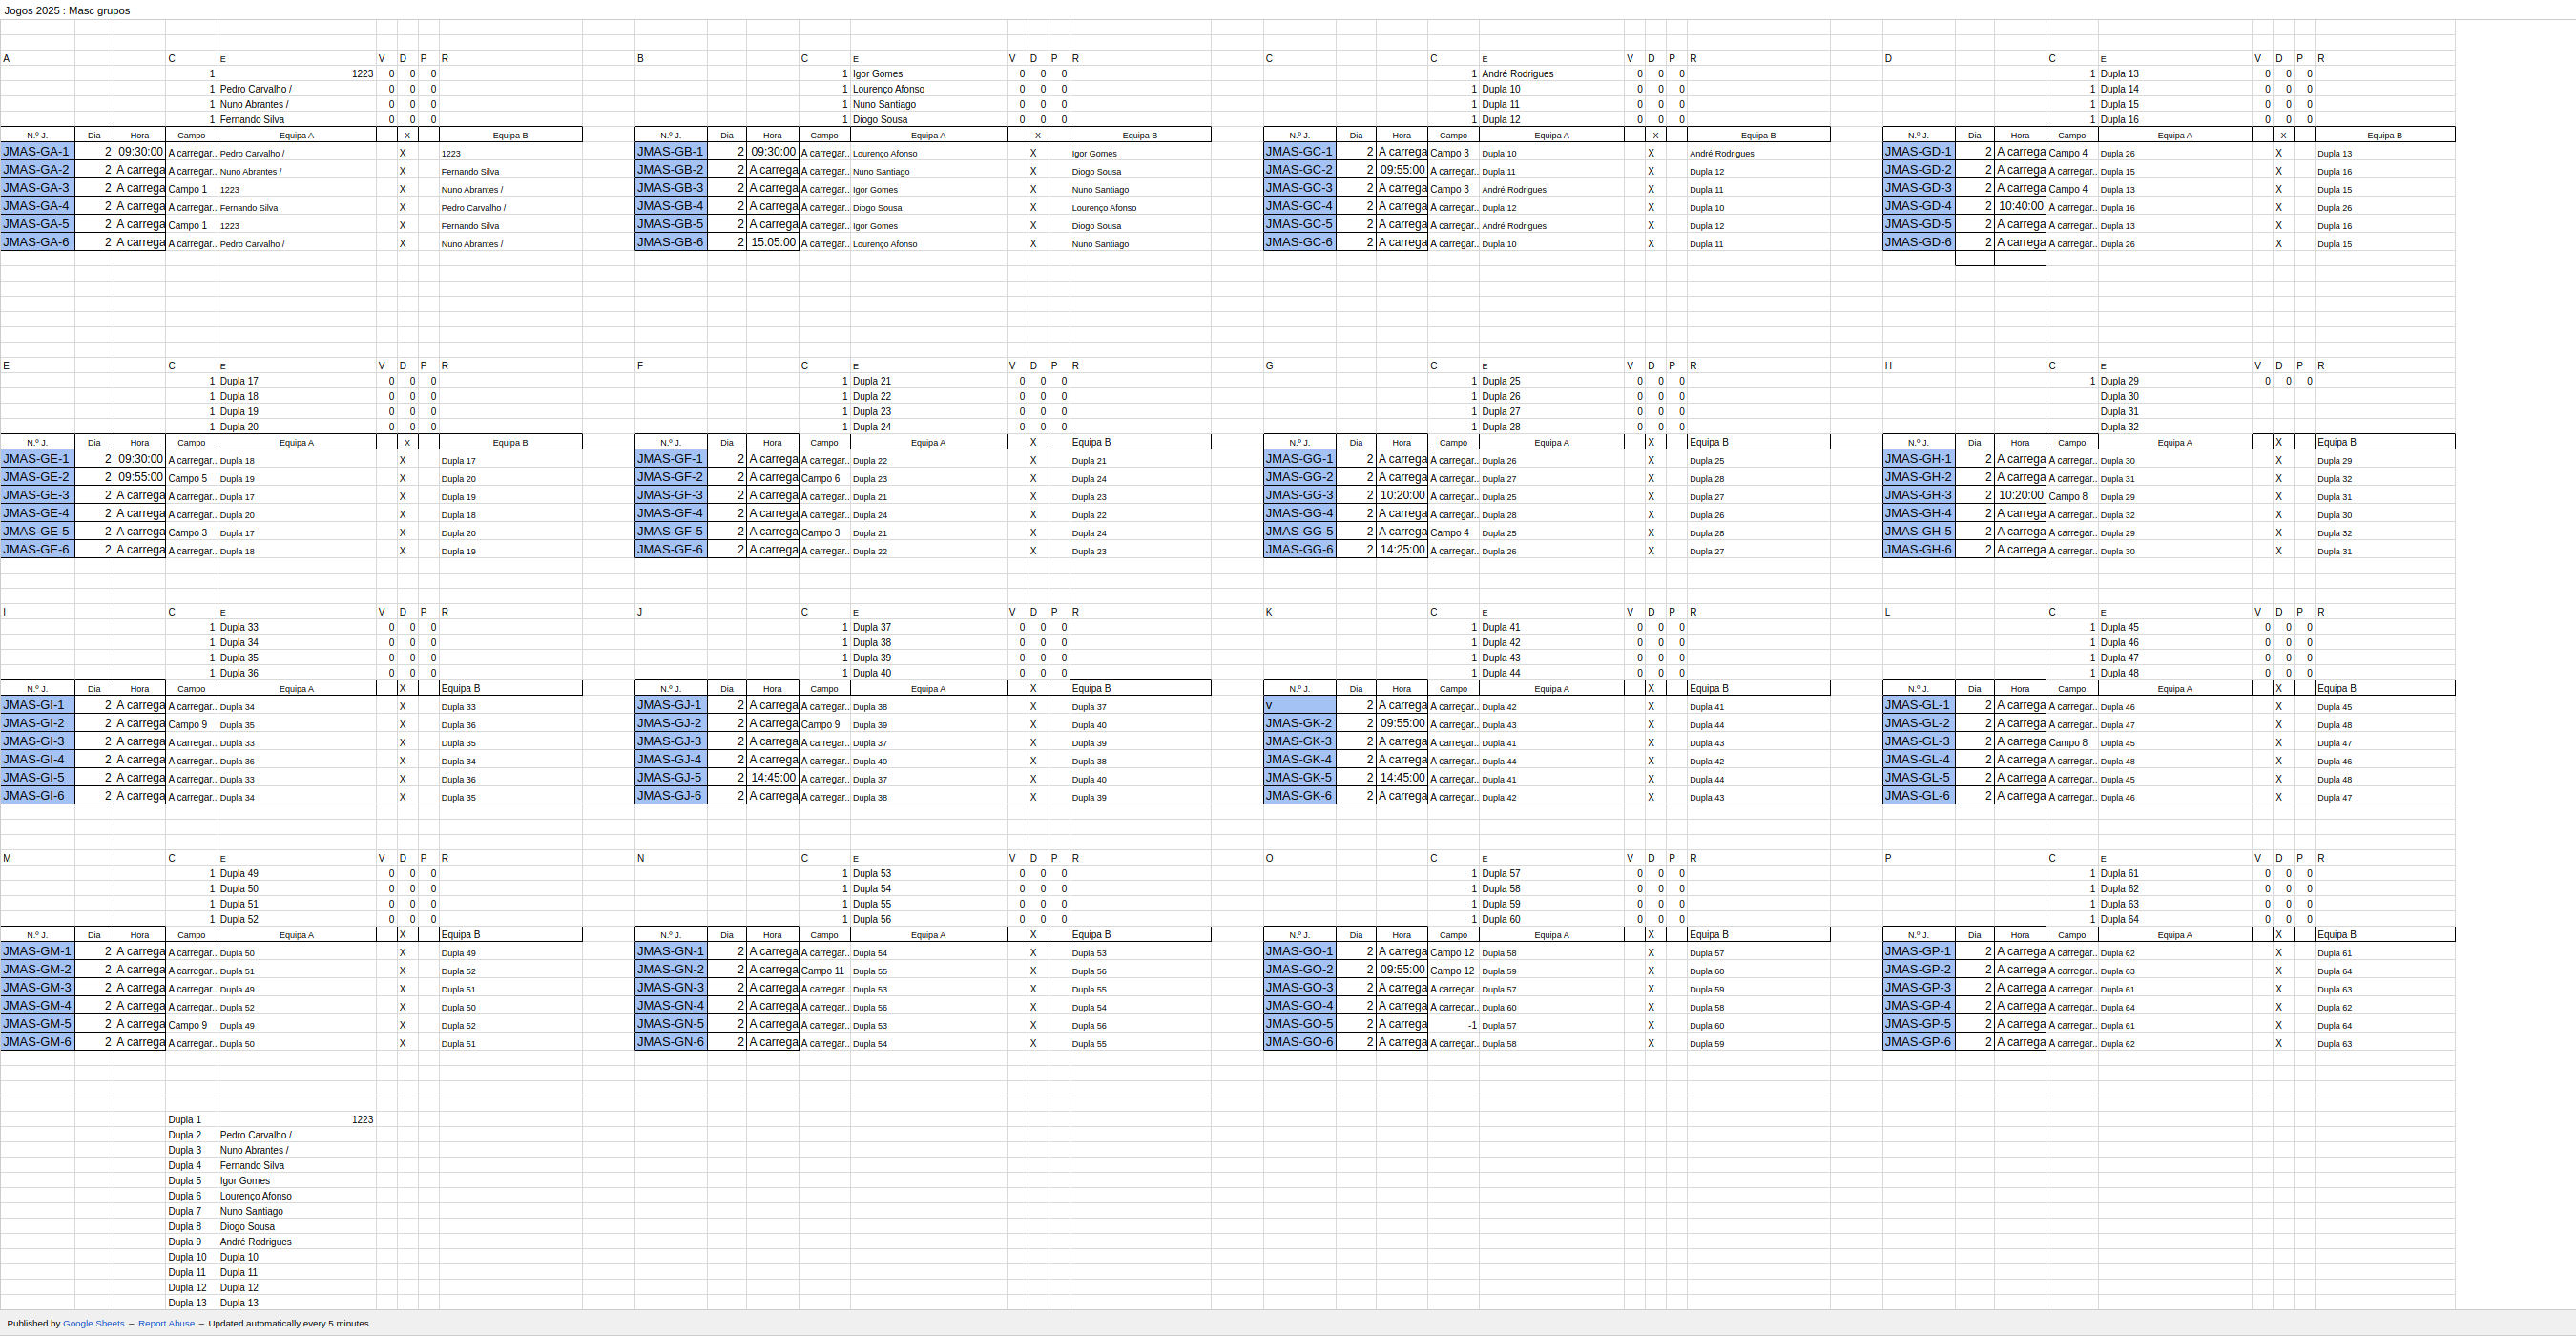 Jogos 2025 : Masc grupos
A C E V D P R B C E V D P R C C E V D P R D C E V D P R
1 1223 0 0 0 1 Igor Gomes 0 0 0 1 André Rodrigues 0 0 0 1 Dupla 13 0 0 0
1 Pedro Carvalho / 0 0 0 1 Lourenço Afonso 0 0 0 1 Dupla 10 0 0 0 1 Dupla 14 0 0 0
1 Nuno Abrantes / 0 0 0 1 Nuno Santiago 0 0 0 1 Dupla 11 0 0 0 1 Dupla 15 0 0 0
1 Fernando Silva 0 0 0 1 Diogo Sousa 0 0 0 1 Dupla 12 0 0 0 1 Dupla 16 0 0 0
N.º J. Dia Hora Campo Equipa A X Equipa B N.º J. Dia Hora Campo Equipa A X Equipa B N.º J. Dia Hora Campo Equipa A X Equipa B N.º J. Dia Hora Campo Equipa A X Equipa B
JMAS-GA-1 2 09:30:00 A carregar.. Pedro Carvalho / X 1223 JMAS-GB-1 2 09:30:00 A carregar.. Lourenço Afonso X Igor Gomes JMAS-GC-1 2 A carrega Campo 3 Dupla 10 X André Rodrigues JMAS-GD-1 2 A carrega Campo 4 Dupla 26 X Dupla 13
JMAS-GA-2 2 A carrega A carregar.. Nuno Abrantes / X Fernando Silva JMAS-GB-2 2 A carrega A carregar.. Nuno Santiago X Diogo Sousa JMAS-GC-2 2 09:55:00 A carregar.. Dupla 11 X Dupla 12 JMAS-GD-2 2 A carrega A carregar.. Dupla 15 X Dupla 16
JMAS-GA-3 2 A carrega Campo 1 1223 X Nuno Abrantes / JMAS-GB-3 2 A carrega A carregar.. Igor Gomes X Nuno Santiago JMAS-GC-3 2 A carrega Campo 3 André Rodrigues X Dupla 11 JMAS-GD-3 2 A carrega Campo 4 Dupla 13 X Dupla 15
JMAS-GA-4 2 A carrega A carregar.. Fernando Silva X Pedro Carvalho / JMAS-GB-4 2 A carrega A carregar.. Diogo Sousa X Lourenço Afonso JMAS-GC-4 2 A carrega A carregar.. Dupla 12 X Dupla 10 JMAS-GD-4 2 10:40:00 A carregar.. Dupla 16 X Dupla 26
JMAS-GA-5 2 A carrega Campo 1 1223 X Fernando Silva JMAS-GB-5 2 A carrega A carregar.. Igor Gomes X Diogo Sousa JMAS-GC-5 2 A carrega A carregar.. André Rodrigues X Dupla 12 JMAS-GD-5 2 A carrega A carregar.. Dupla 13 X Dupla 16
JMAS-GA-6 2 A carrega A carregar.. Pedro Carvalho / X Nuno Abrantes / JMAS-GB-6 2 15:05:00 A carregar.. Lourenço Afonso X Nuno Santiago JMAS-GC-6 2 A carrega A carregar.. Dupla 10 X Dupla 11 JMAS-GD-6 2 A carrega A carregar.. Dupla 26 X Dupla 15
E C E V D P R F C E V D P R G C E V D P R H C E V D P R
1 Dupla 17 0 0 0 1 Dupla 21 0 0 0 1 Dupla 25 0 0 0 1 Dupla 29 0 0 0
1 Dupla 18 0 0 0 1 Dupla 22 0 0 0 1 Dupla 26 0 0 0 Dupla 30
1 Dupla 19 0 0 0 1 Dupla 23 0 0 0 1 Dupla 27 0 0 0 Dupla 31
1 Dupla 20 0 0 0 1 Dupla 24 0 0 0 1 Dupla 28 0 0 0 Dupla 32
N.º J. Dia Hora Campo Equipa A X Equipa B N.º J. Dia Hora Campo Equipa A X Equipa B N.º J. Dia Hora Campo Equipa A X Equipa B N.º J. Dia Hora Campo Equipa A X Equipa B
JMAS-GE-1 2 09:30:00 A carregar.. Dupla 18 X Dupla 17 JMAS-GF-1 2 A carrega A carregar.. Dupla 22 X Dupla 21 JMAS-GG-1 2 A carrega A carregar.. Dupla 26 X Dupla 25 JMAS-GH-1 2 A carrega A carregar.. Dupla 30 X Dupla 29
JMAS-GE-2 2 09:55:00 Campo 5 Dupla 19 X Dupla 20 JMAS-GF-2 2 A carrega Campo 6 Dupla 23 X Dupla 24 JMAS-GG-2 2 A carrega A carregar.. Dupla 27 X Dupla 28 JMAS-GH-2 2 A carrega A carregar.. Dupla 31 X Dupla 32
JMAS-GE-3 2 A carrega A carregar.. Dupla 17 X Dupla 19 JMAS-GF-3 2 A carrega A carregar.. Dupla 21 X Dupla 23 JMAS-GG-3 2 10:20:00 A carregar.. Dupla 25 X Dupla 27 JMAS-GH-3 2 10:20:00 Campo 8 Dupla 29 X Dupla 31
JMAS-GE-4 2 A carrega A carregar.. Dupla 20 X Dupla 18 JMAS-GF-4 2 A carrega A carregar.. Dupla 24 X Dupla 22 JMAS-GG-4 2 A carrega A carregar.. Dupla 28 X Dupla 26 JMAS-GH-4 2 A carrega A carregar.. Dupla 32 X Dupla 30
JMAS-GE-5 2 A carrega Campo 3 Dupla 17 X Dupla 20 JMAS-GF-5 2 A carrega Campo 3 Dupla 21 X Dupla 24 JMAS-GG-5 2 A carrega Campo 4 Dupla 25 X Dupla 28 JMAS-GH-5 2 A carrega A carregar.. Dupla 29 X Dupla 32
JMAS-GE-6 2 A carrega A carregar.. Dupla 18 X Dupla 19 JMAS-GF-6 2 A carrega A carregar.. Dupla 22 X Dupla 23 JMAS-GG-6 2 14:25:00 A carregar.. Dupla 26 X Dupla 27 JMAS-GH-6 2 A carrega A carregar.. Dupla 30 X Dupla 31
I C E V D P R J C E V D P R K C E V D P R L C E V D P R
1 Dupla 33 0 0 0 1 Dupla 37 0 0 0 1 Dupla 41 0 0 0 1 Dupla 45 0 0 0
1 Dupla 34 0 0 0 1 Dupla 38 0 0 0 1 Dupla 42 0 0 0 1 Dupla 46 0 0 0
1 Dupla 35 0 0 0 1 Dupla 39 0 0 0 1 Dupla 43 0 0 0 1 Dupla 47 0 0 0
1 Dupla 36 0 0 0 1 Dupla 40 0 0 0 1 Dupla 44 0 0 0 1 Dupla 48 0 0 0
N.º J. Dia Hora Campo Equipa A X Equipa B N.º J. Dia Hora Campo Equipa A X Equipa B N.º J. Dia Hora Campo Equipa A X Equipa B N.º J. Dia Hora Campo Equipa A X Equipa B
JMAS-GI-1 2 A carrega A carregar.. Dupla 34 X Dupla 33 JMAS-GJ-1 2 A carrega A carregar.. Dupla 38 X Dupla 37 v 2 A carrega A carregar.. Dupla 42 X Dupla 41 JMAS-GL-1 2 A carrega A carregar.. Dupla 46 X Dupla 45
JMAS-GI-2 2 A carrega Campo 9 Dupla 35 X Dupla 36 JMAS-GJ-2 2 A carrega Campo 9 Dupla 39 X Dupla 40 JMAS-GK-2 2 09:55:00 A carregar.. Dupla 43 X Dupla 44 JMAS-GL-2 2 A carrega A carregar.. Dupla 47 X Dupla 48
JMAS-GI-3 2 A carrega A carregar.. Dupla 33 X Dupla 35 JMAS-GJ-3 2 A carrega A carregar.. Dupla 37 X Dupla 39 JMAS-GK-3 2 A carrega A carregar.. Dupla 41 X Dupla 43 JMAS-GL-3 2 A carrega Campo 8 Dupla 45 X Dupla 47
JMAS-GI-4 2 A carrega A carregar.. Dupla 36 X Dupla 34 JMAS-GJ-4 2 A carrega A carregar.. Dupla 40 X Dupla 38 JMAS-GK-4 2 A carrega A carregar.. Dupla 44 X Dupla 42 JMAS-GL-4 2 A carrega A carregar.. Dupla 48 X Dupla 46
JMAS-GI-5 2 A carrega A carregar.. Dupla 33 X Dupla 36 JMAS-GJ-5 2 14:45:00 A carregar.. Dupla 37 X Dupla 40 JMAS-GK-5 2 14:45:00 A carregar.. Dupla 41 X Dupla 44 JMAS-GL-5 2 A carrega A carregar.. Dupla 45 X Dupla 48
JMAS-GI-6 2 A carrega A carregar.. Dupla 34 X Dupla 35 JMAS-GJ-6 2 A carrega A carregar.. Dupla 38 X Dupla 39 JMAS-GK-6 2 A carrega A carregar.. Dupla 42 X Dupla 43 JMAS-GL-6 2 A carrega A carregar.. Dupla 46 X Dupla 47
M C E V D P R N C E V D P R O C E V D P R P C E V D P R
1 Dupla 49 0 0 0 1 Dupla 53 0 0 0 1 Dupla 57 0 0 0 1 Dupla 61 0 0 0
1 Dupla 50 0 0 0 1 Dupla 54 0 0 0 1 Dupla 58 0 0 0 1 Dupla 62 0 0 0
1 Dupla 51 0 0 0 1 Dupla 55 0 0 0 1 Dupla 59 0 0 0 1 Dupla 63 0 0 0
1 Dupla 52 0 0 0 1 Dupla 56 0 0 0 1 Dupla 60 0 0 0 1 Dupla 64 0 0 0
N.º J. Dia Hora Campo Equipa A X Equipa B N.º J. Dia Hora Campo Equipa A X Equipa B N.º J. Dia Hora Campo Equipa A X Equipa B N.º J. Dia Hora Campo Equipa A X Equipa B
JMAS-GM-1 2 A carrega A carregar.. Dupla 50 X Dupla 49 JMAS-GN-1 2 A carrega A carregar.. Dupla 54 X Dupla 53 JMAS-GO-1 2 A carrega Campo 12 Dupla 58 X Dupla 57 JMAS-GP-1 2 A carrega A carregar.. Dupla 62 X Dupla 61
JMAS-GM-2 2 A carrega A carregar.. Dupla 51 X Dupla 52 JMAS-GN-2 2 A carrega Campo 11 Dupla 55 X Dupla 56 JMAS-GO-2 2 09:55:00 Campo 12 Dupla 59 X Dupla 60 JMAS-GP-2 2 A carrega A carregar.. Dupla 63 X Dupla 64
JMAS-GM-3 2 A carrega A carregar.. Dupla 49 X Dupla 51 JMAS-GN-3 2 A carrega A carregar.. Dupla 53 X Dupla 55 JMAS-GO-3 2 A carrega A carregar.. Dupla 57 X Dupla 59 JMAS-GP-3 2 A carrega A carregar.. Dupla 61 X Dupla 63
JMAS-GM-4 2 A carrega A carregar.. Dupla 52 X Dupla 50 JMAS-GN-4 2 A carrega A carregar.. Dupla 56 X Dupla 54 JMAS-GO-4 2 A carrega A carregar.. Dupla 60 X Dupla 58 JMAS-GP-4 2 A carrega A carregar.. Dupla 64 X Dupla 62
JMAS-GM-5 2 A carrega Campo 9 Dupla 49 X Dupla 52 JMAS-GN-5 2 A carrega A carregar.. Dupla 53 X Dupla 56 JMAS-GO-5 2 A carrega -1 Dupla 57 X Dupla 60 JMAS-GP-5 2 A carrega A carregar.. Dupla 61 X Dupla 64
JMAS-GM-6 2 A carrega A carregar.. Dupla 50 X Dupla 51 JMAS-GN-6 2 A carrega A carregar.. Dupla 54 X Dupla 55 JMAS-GO-6 2 A carrega A carregar.. Dupla 58 X Dupla 59 JMAS-GP-6 2 A carrega A carregar.. Dupla 62 X Dupla 63
Dupla 1 1223
Dupla 2 Pedro Carvalho /
Dupla 3 Nuno Abrantes /
Dupla 4 Fernando Silva
Dupla 5 Igor Gomes
Dupla 6 Lourenço Afonso
Dupla 7 Nuno Santiago
Dupla 8 Diogo Sousa
Dupla 9 André Rodrigues
Dupla 10 Dupla 10
Dupla 11 Dupla 11
Dupla 12 Dupla 12
Dupla 13 Dupla 13
Published by Google Sheets – Report Abuse – Updated automatically every 5 minutes